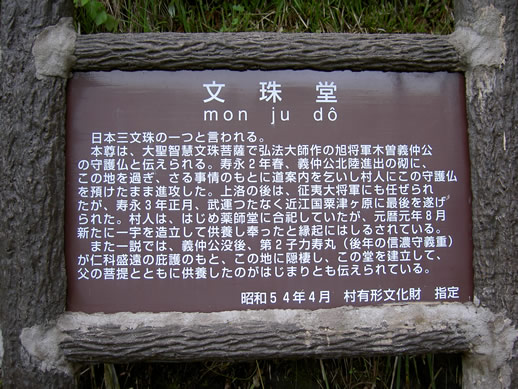 文珠堂
mon ju dô
日本三文珠の一つと言われる。
本尊は、大聖智慧文珠菩薩で弘法大師作の旭将軍木曽義仲公
の守護仏と伝えられる。寿永２年春、義仲公北陸進出の砌に、
この地を過ぎ、さる事情のもとに道案内を乞いし村人にこの守護仏
を預けたまま進攻した。上洛の後は、征夷大将軍にも任ぜられ
たが、寿永３年正月、武運つたなく近江国粟津ヶ原に最後を遂げ
られた。村人は、はじめ薬師堂に合祀していたが、元暦元年８月
新たに一宇を造立して供養し奉ったと縁起にはしるされている。
また一説では、義仲公没後、第２子力寿丸（後年の信濃守義重）
が仁科盛遠の庇護のもと、この地に隠棲し、この堂を建立して、
父の菩提とともに供養したのがはじまりとも伝えられている。
昭和５４年４月　村有形文化財　指定